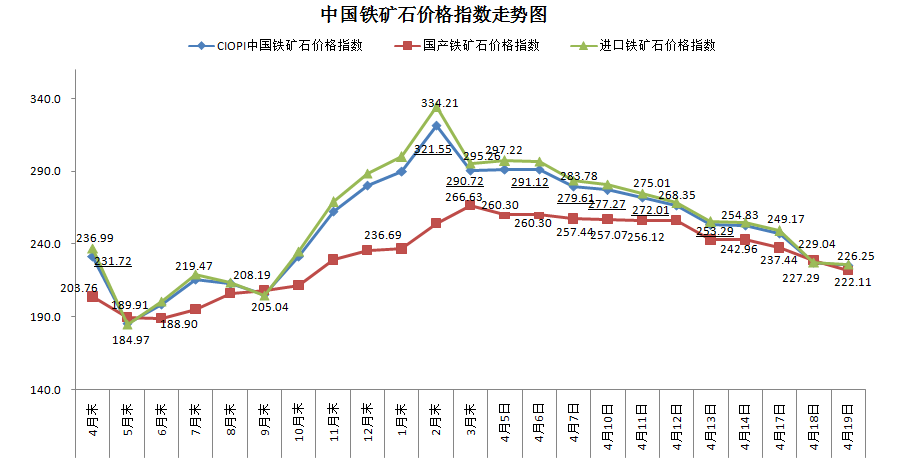 中国铁矿石价格指数走势图
CIOPI中国铁矿石价格指数 国产铁矿石价格指数 进口铁矿石价格指数
340.0
290.0
240.0
190.0
140.0
334.21
321.55
295.26
297.22
290.72
291.12
283.78
279.61
277.27
275.01
272.01
268.35
266.63
260.30
260.30
257.44
257.07
256.12
254.83
253.29
249.17
242.96
237.44
229.04
227.29
226.25
222.11
236.99
231.72
203.76
189.91
184.97
188.90
219.47
208.19
205.04
236.69
4月末
5月末
6月末
7月末
8月末
9月末
10月末
11月末
12月末
1月末
2月末
3月末
4月5日
4月6日
4月7日
4月10日
4月11日
4月12日
4月13日
4月14日
4月17日
4月18日
4月19日